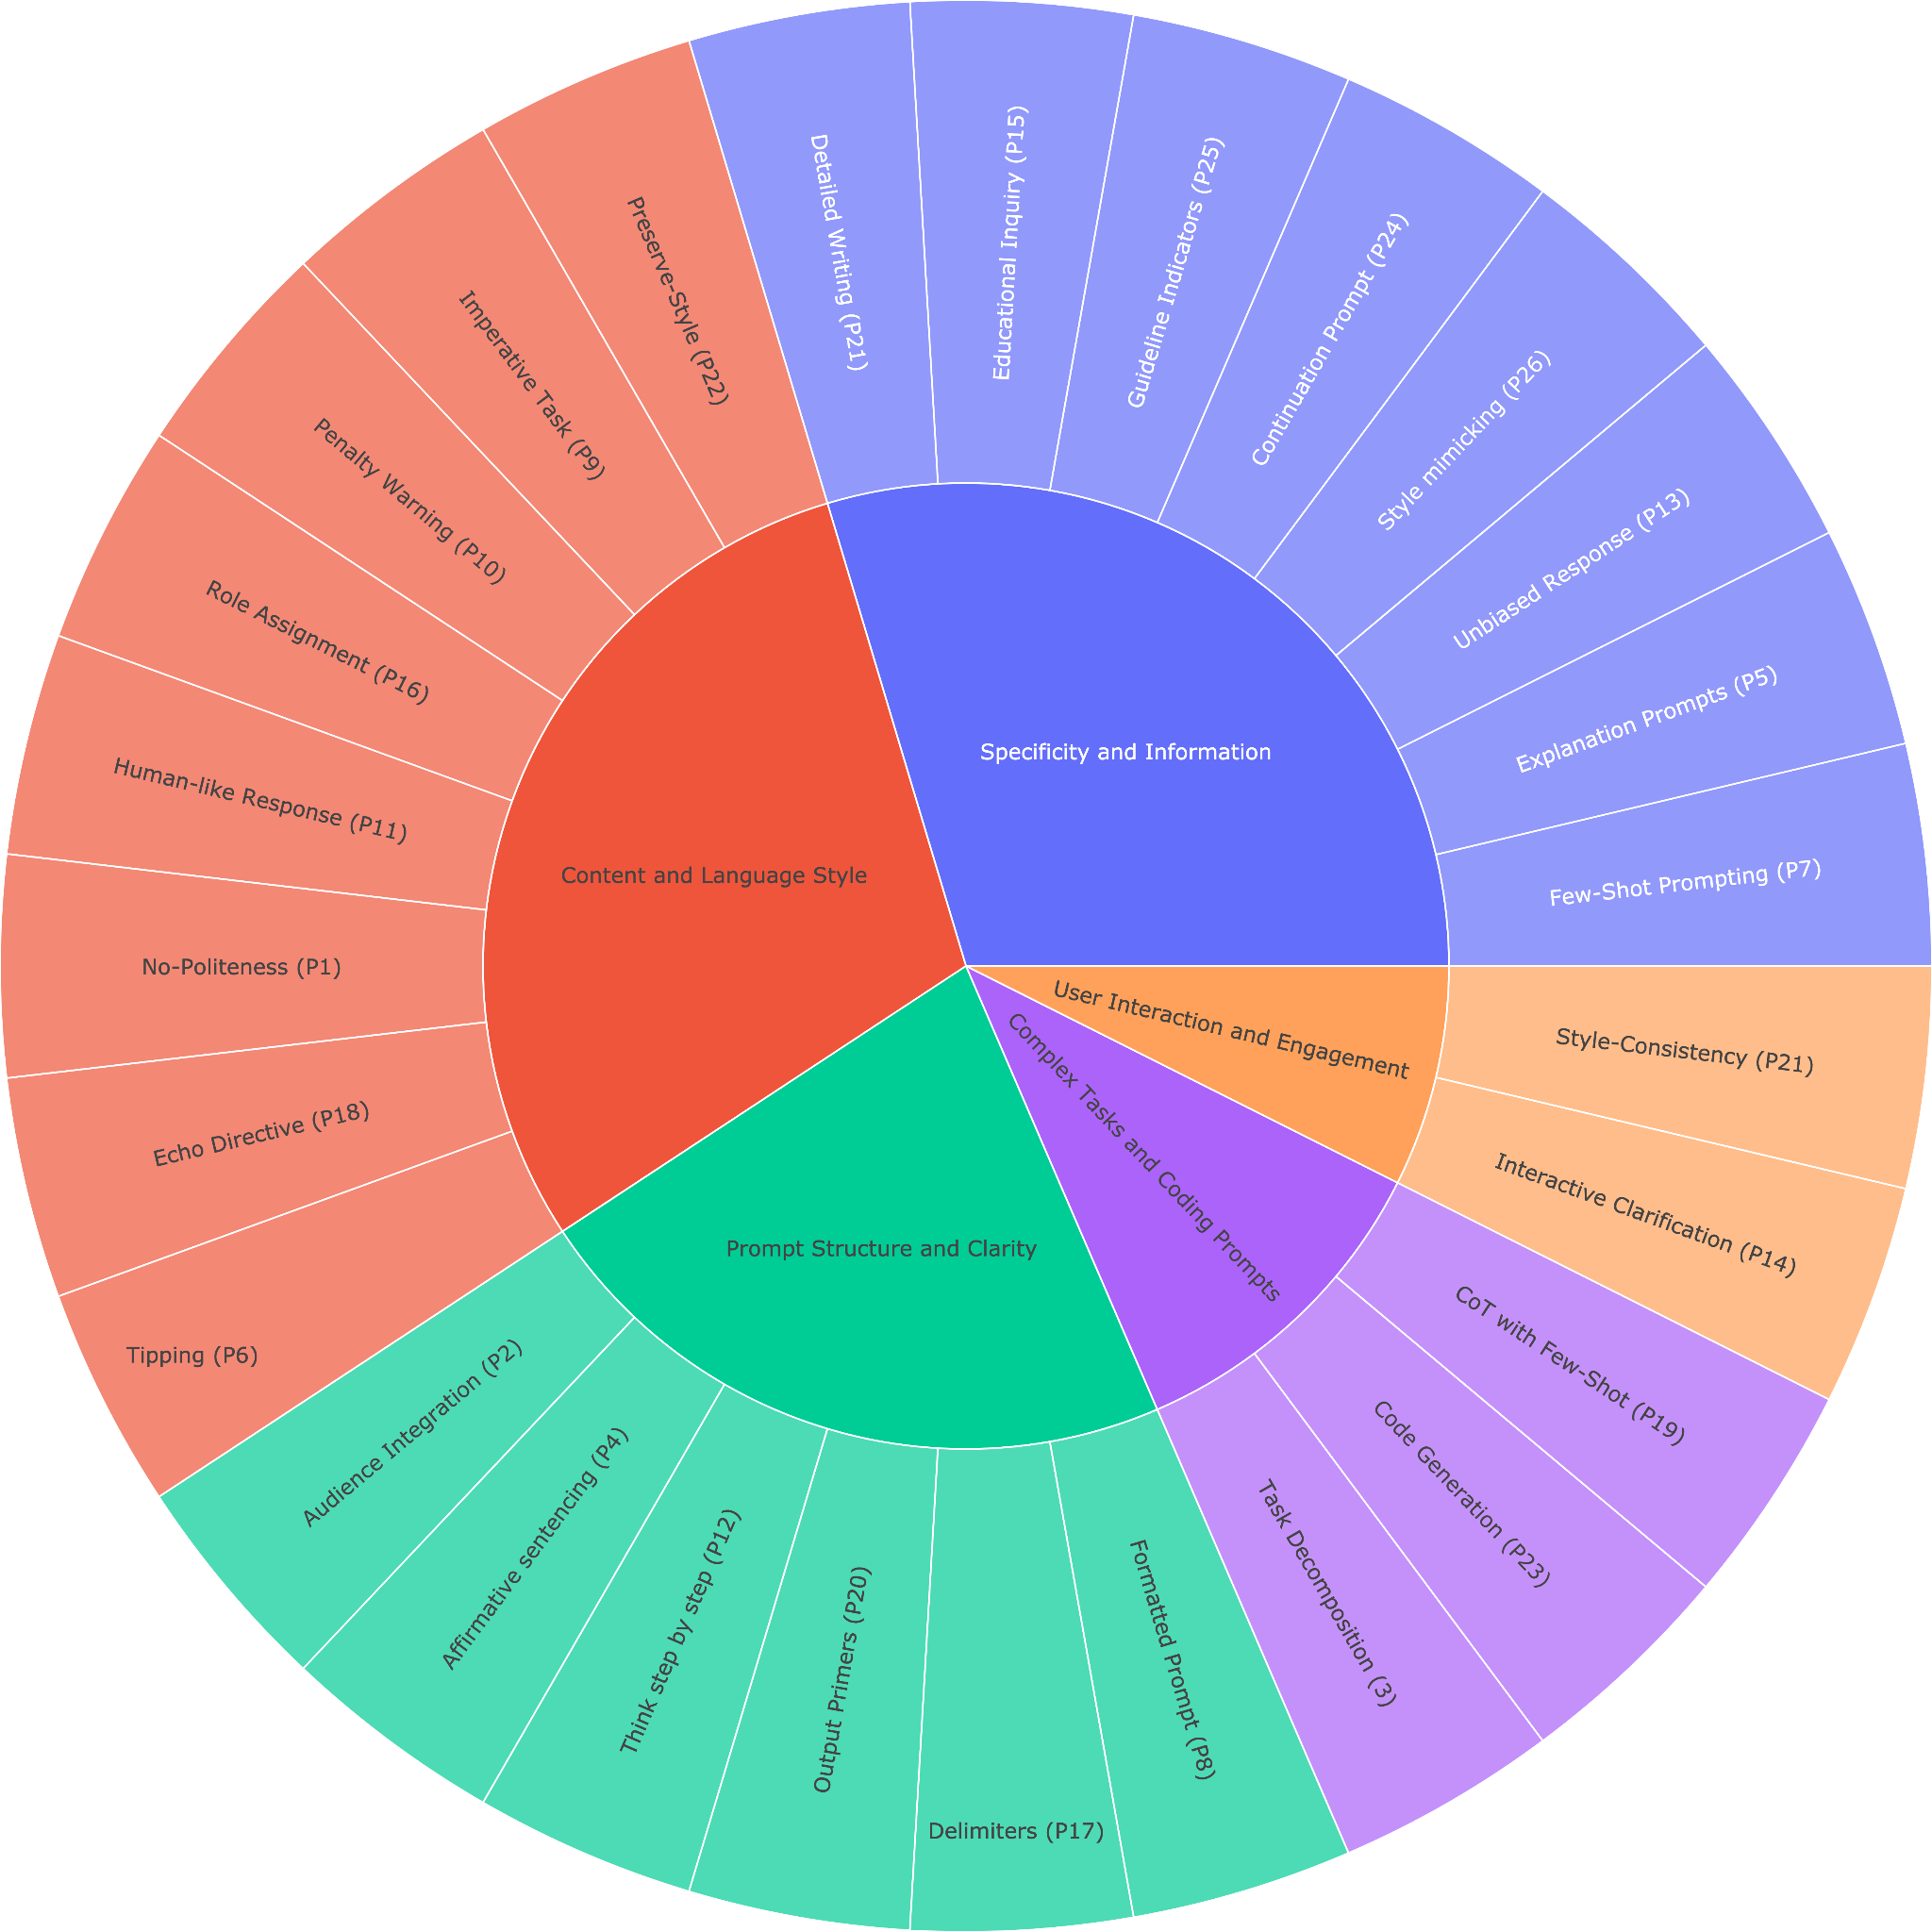 Specificity and Information
Detailed Writing (P21)
Educational Inquiry (P15)
Guideline Indicators (P25)
Continuation Prompt (P24)
Style mimicking (P26)
Unbiased Response (P13)
Explanation Prompts (P5)
Few-Shot Prompting (P7)
User Interaction and Engagement
Style-Consistency (P21)
Interactive Clarification (P14)
Complex Tasks and Coding Prompts
CoT with Few-Shot (P19)
Code Generation (P23)
Task Decomposition (3)
Prompt Structure and Clarity
Formatted Prompt (P8)
Delimiters (P17)
Output Primers (P20)
Think step by step (P12)
Affirmative sentencing (P4)
Audience Integration (P2)
Content and Language Style
Tipping (P6)
Echo Directive (P18)
No-Politeness (P1)
Human-like Response (P11)
Role Assignment (P16)
Penalty Warning (P10)
Imperative Task (P9)
Preserve-Style (P22)